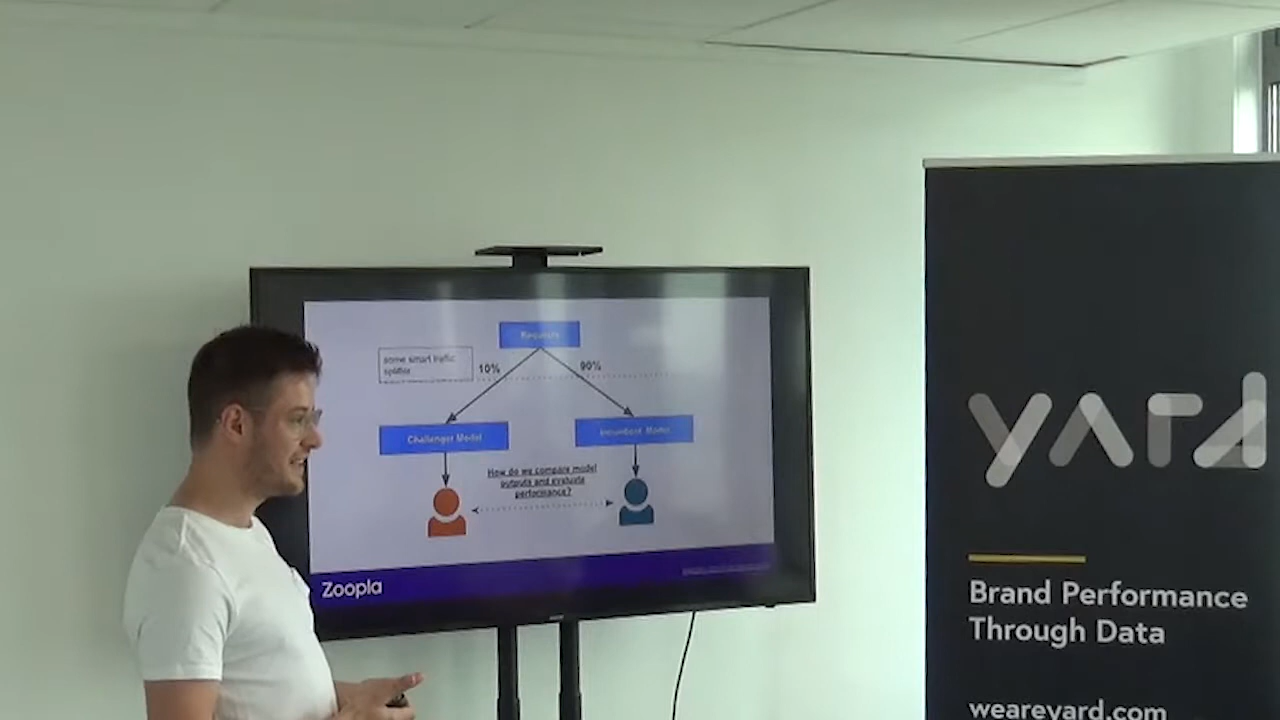 Requests
some smart traffic
splitter
10%
90%
Challenger Model
Incumbent Model
How do we compare model
outputs and evaluate
performance?
Zoopla
YARD
Brand Performance
Through Data
weareyard.com